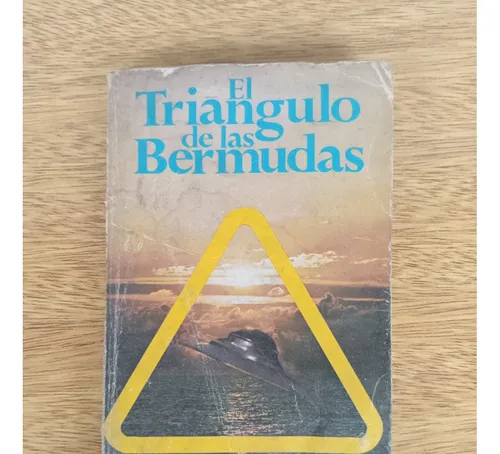 El
Triangulo
de las
Bermudas